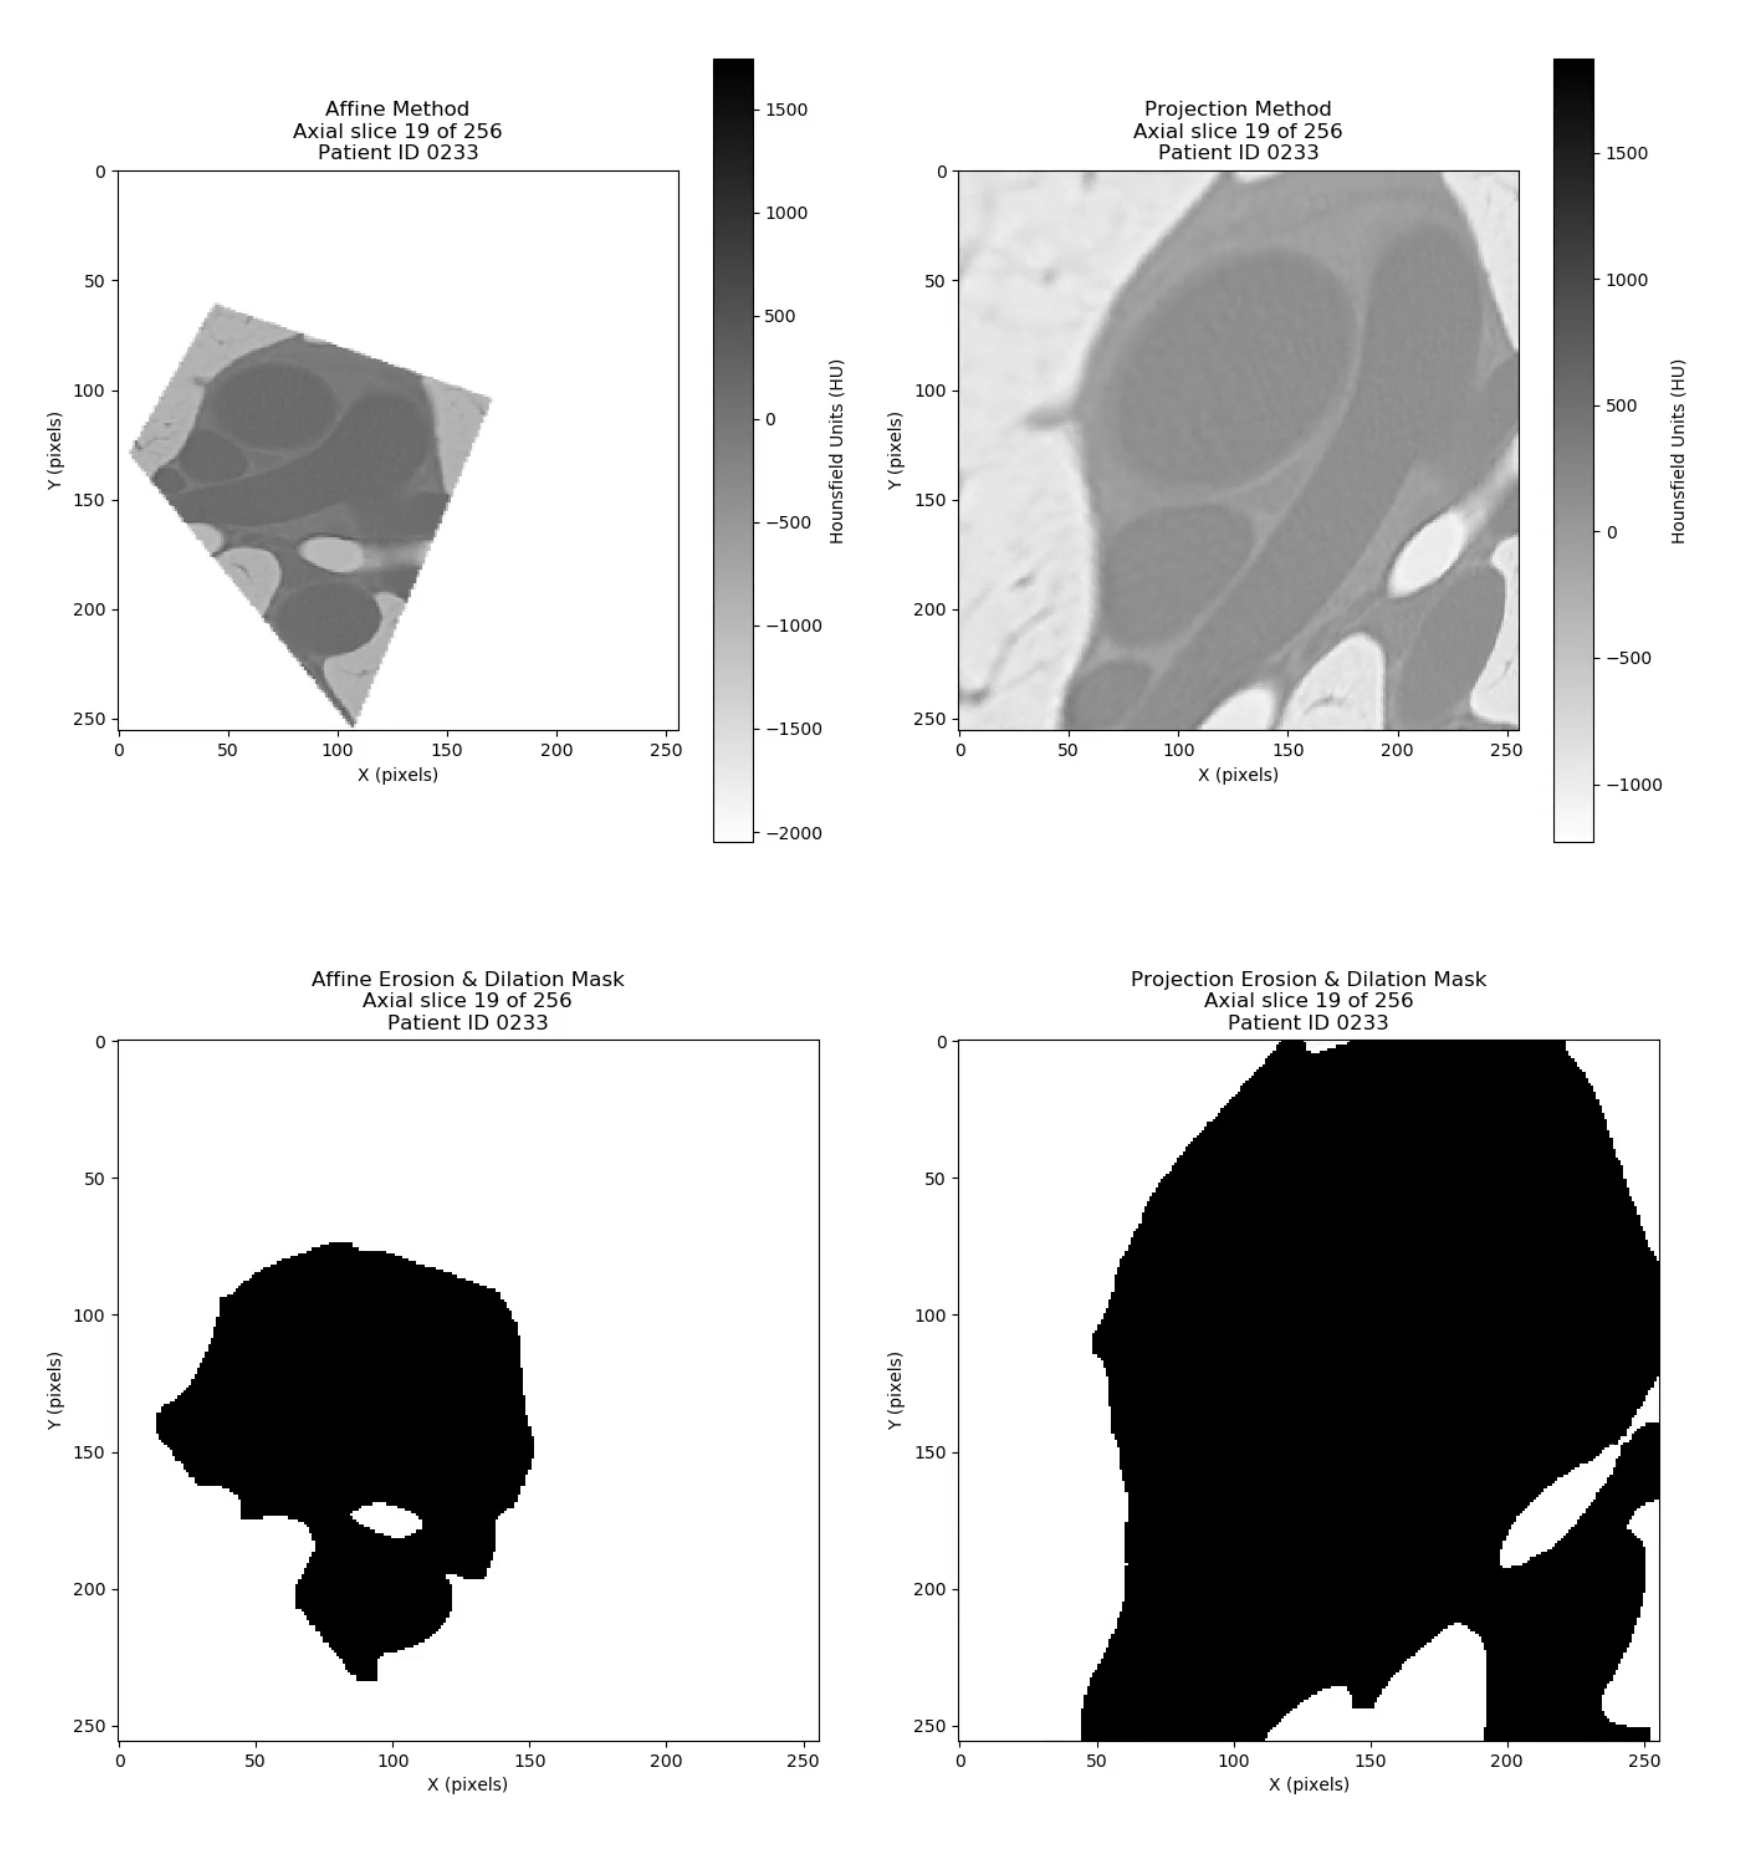 Affine Method
Axial slice 19 of 256
Patient ID 0233
0
50
100
150
200
250
Y (pixels)
0 50 100 150 200 250
X (pixels)
1500
1000
500
0
−500
−1000
−1500
−2000
Hounsfield Units (HU)
Projection Method
Axial slice 19 of 256
Patient ID 0233
0
50
100
150
200
250
Y (pixels)
0 50 100 150 200 250
X (pixels)
1500
1000
500
0
−500
−1000
Hounsfield Units (HU)
Affine Erosion & Dilation Mask
Axial slice 19 of 256
Patient ID 0233
0
50
100
150
200
250
Y (pixels)
0 50 100 150 200 250
X (pixels)
Projection Erosion & Dilation Mask
Axial slice 19 of 256
Patient ID 0233
0
50
100
150
200
250
Y (pixels)
0 50 100 150 200 250
X (pixels)